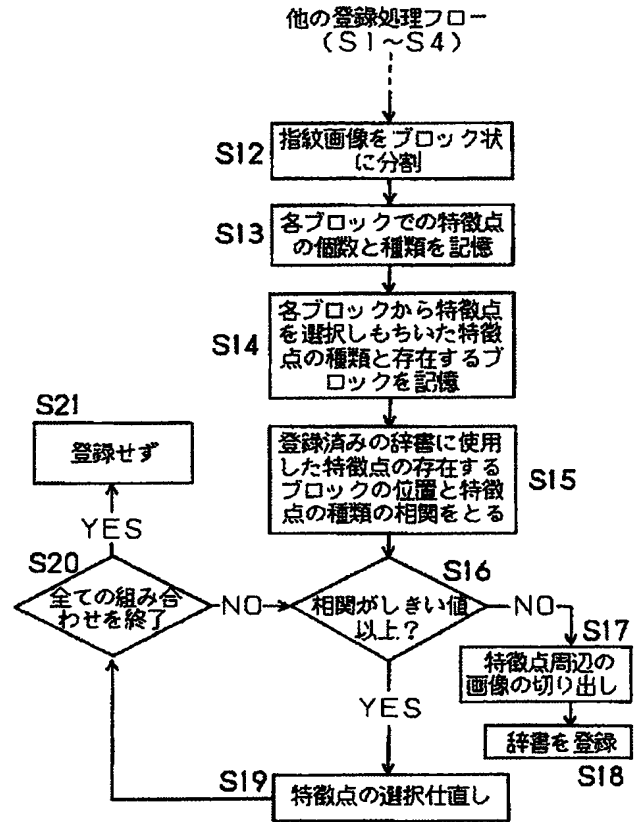 他の登録処理フロー
(S1~S4)
S12
指紋画像をブロック状
に分割
S13
各ブロックでの特徴点
の個数と種類を記憶
S14
各ブロックから特徴点
を選択しもちいた特徴
点の種類と存在するブ
ロックを記憶
S15
登録済みの辞書に使用
した特徴点の存在する
ブロックの位置と特徴
点の種類の相関をとる
S16
相関がしきい値
以上?
NO
S17
特徴点周辺の
画像の切り出し
辞書を登録
S18
YES
S19
特徴点の選択仕直し
S20
全ての組み合
わせを終了
NO
YES
S21
登録せず